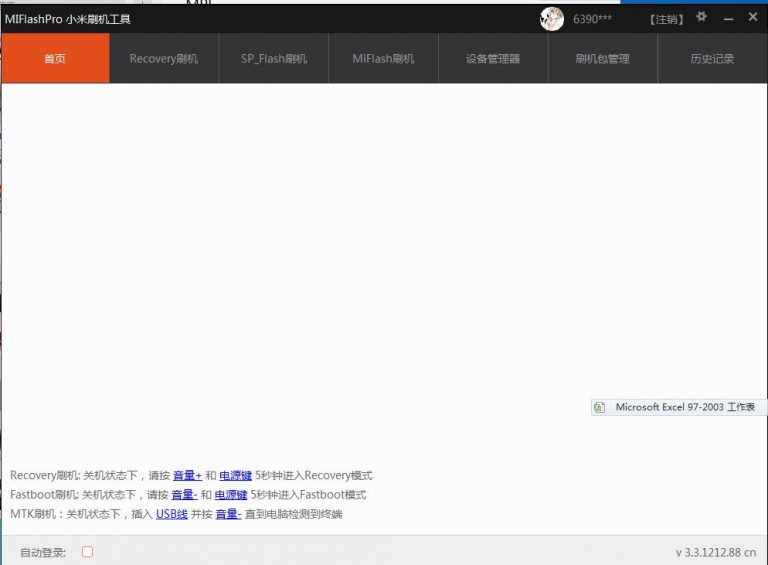 MIFlashPro 小米刷机工具 6390*** 【注销】
首页 Recovery刷机 SP_Flash刷机 MiFlash刷机 设备管理器 刷机包管理 历史记录
Microsoft Excel 97-2003 工作表
Recovery刷机: 关机状态下，请按 音量+ 和 电源键 5秒钟进入Recovery模式
Fastboot刷机: 关机状态下，请按 音量- 和 电源键 5秒钟进入Fastboot模式
MTK刷机：关机状态下，插入 USB线 并按 音量- 直到电脑检测到终端
自动登录: v 3.3.1212.88 cn